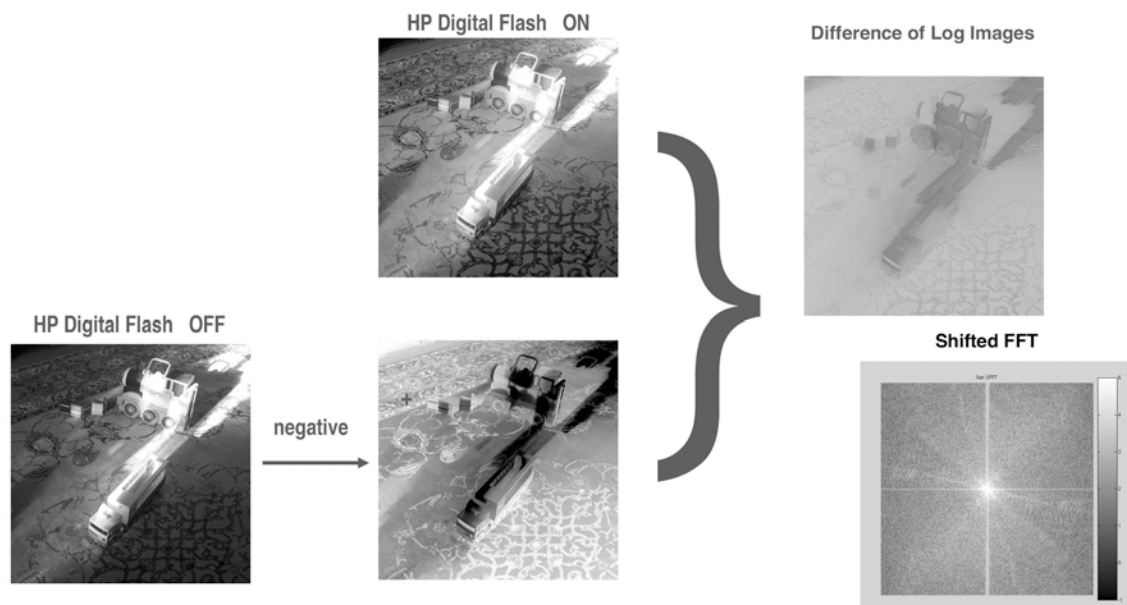 HP Digital Flash ON
Difference of Log Images
HP Digital Flash OFF
negative
+
Shifted FFT